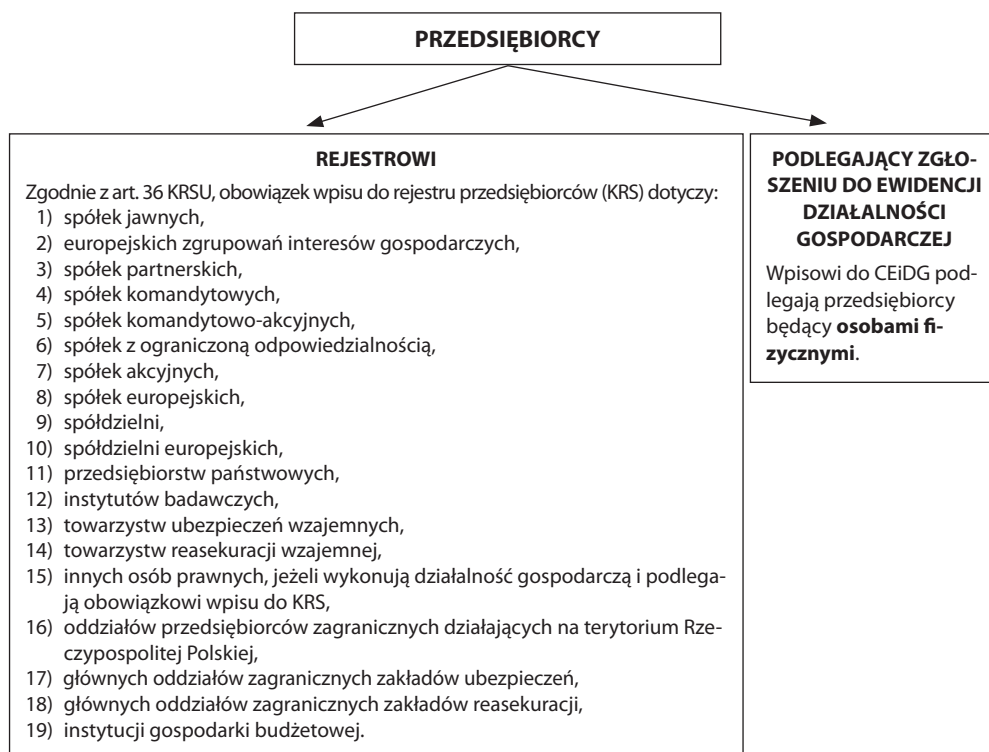 PRZEDSIĘBIORCY
REJESTROWI
Zgodnie z art. 36 KRSU, obowiązek wpisu do rejestru przedsiębiorców (KRS) dotyczy:
1) spółek jawnych,
2) europejskich zgrupowań interesów gospodarczych,
3) spółek partnerskich,
4) spółek komandytowych,
5) spółek komandytowo-akcyjnych,
6) spółek z ograniczoną odpowiedzialnością,
7) spółek akcyjnych,
8) spółek europejskich,
9) spółdzielni,
10) spółdzielni europejskich,
11) przedsiębiorstw państwowych,
12) instytutów badawczych,
13) towarzystw ubezpieczeń wzajemnych,
14) towarzystw reasekuracji wzajemnej,
15) innych osób prawnych, jeżeli wykonują działalność gospodarczą i podlega-
ją obowiązkowi wpisu do KRS,
16) oddziałów przedsiębiorców zagranicznych działających na terytorium Rze-
czypospolitej Polskiej,
17) głównych oddziałów zagranicznych zakładów ubezpieczeń,
18) głównych oddziałów zagranicznych zakładów reasekuracji,
19) instytucji gospodarki budżetowej.
PODLEGAJĄCY ZGŁO-
SZENIU DO EWIDENCJI
DZIAŁALNOŚCI
GOSPODARCZEJ
Wpisowi do CEiDG pod-
legają przedsiębiorcy
będący osobami fi-
zycznymi.